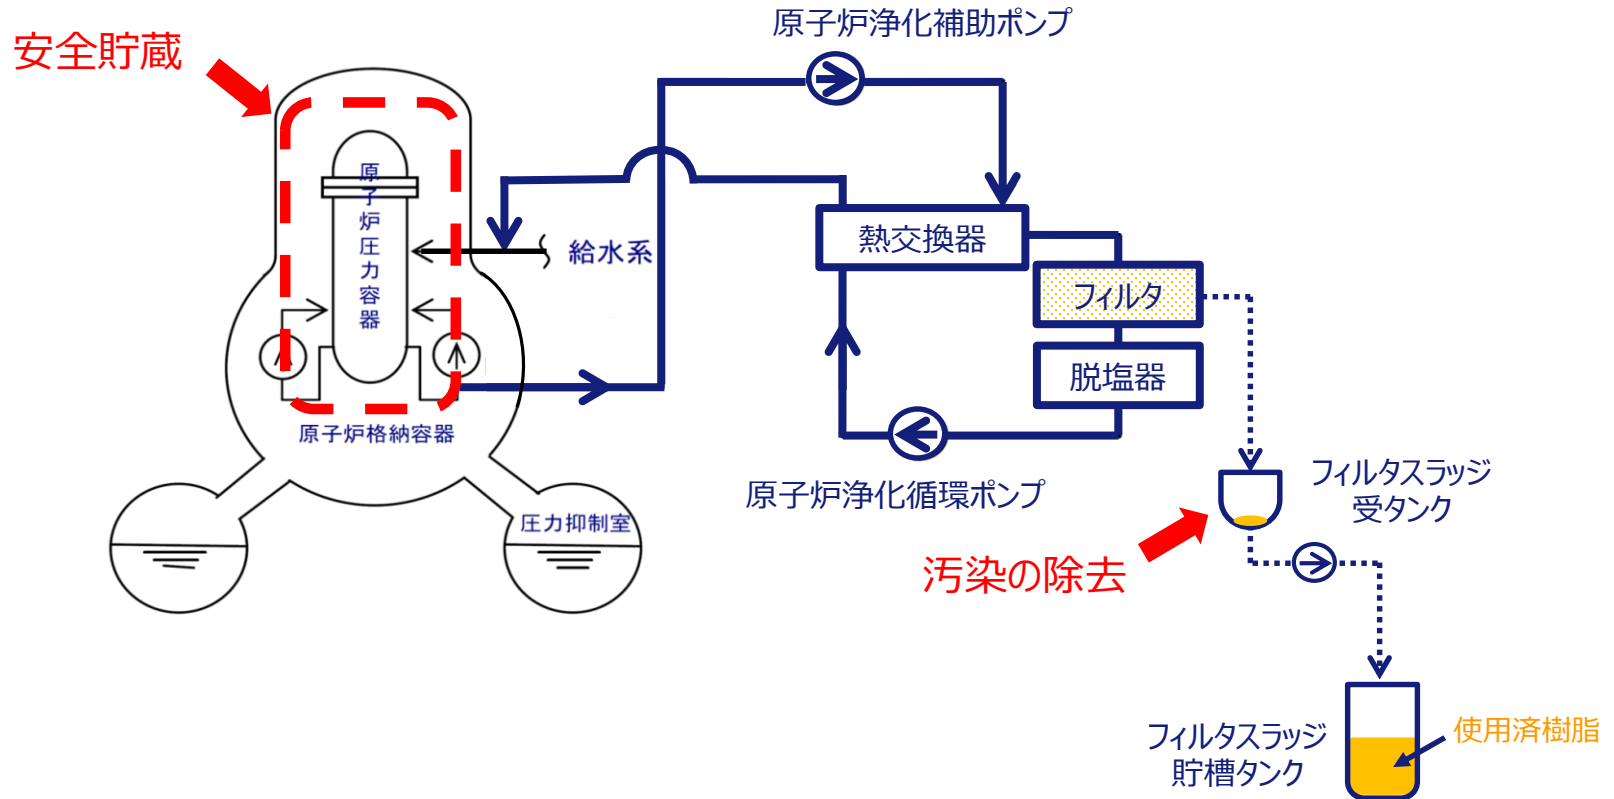 原子炉浄化補助ポンプ
安全貯蔵
原子炉圧力容器
熱交換器
給水系
フィルタ
脱塩器
原子炉格納容器
原子炉浄化循環ポンプ
フィルタスラッジ
受タンク
圧力抑制室
汚染の除去
フィルタスラッジ
貯槽タンク
使用済樹脂